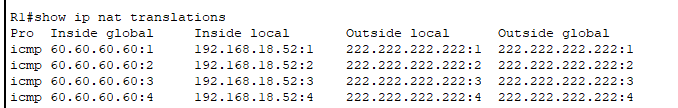 R1#show ip nat translations
Pro  Inside global     Inside local       Outside local      Outside global
icmp 60.60.60.60:1     192.168.18.52:1    222.222.222.222:1  222.222.222.222:1
icmp 60.60.60.60:2     192.168.18.52:2    222.222.222.222:2  222.222.222.222:2
icmp 60.60.60.60:3     192.168.18.52:3    222.222.222.222:3  222.222.222.222:3
icmp 60.60.60.60:4     192.168.18.52:4    222.222.222.222:4  222.222.222.222:4